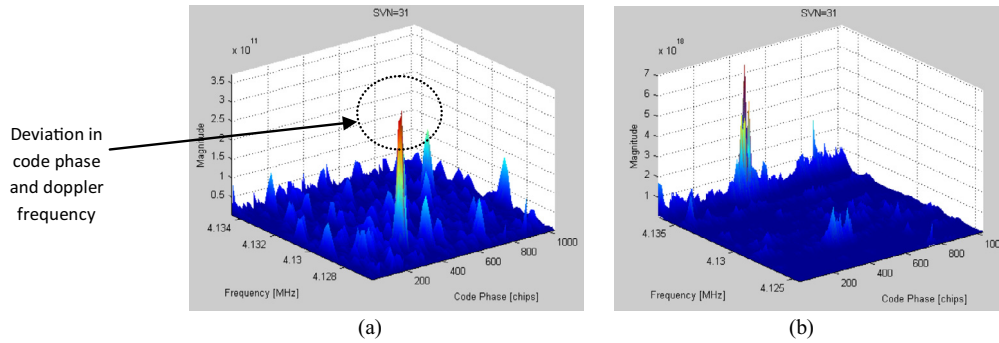 Deviation in
code phase
and doppler
frequency
SVN=31
x 10^11
3.5
3
2.5
2
1.5
1
0.5
Magnitude
4.134
4.132
4.13
4.128
Frequency [MHz]
200
400
600
800
1000
Code Phase [chips]
(a)
SVN=31
x 10^10
7
6
5
4
3
2
1
Magnitude
4.135
4.13
4.125
Frequency [MHz]
200
400
600
800
100
Code Phase [chips]
(b)